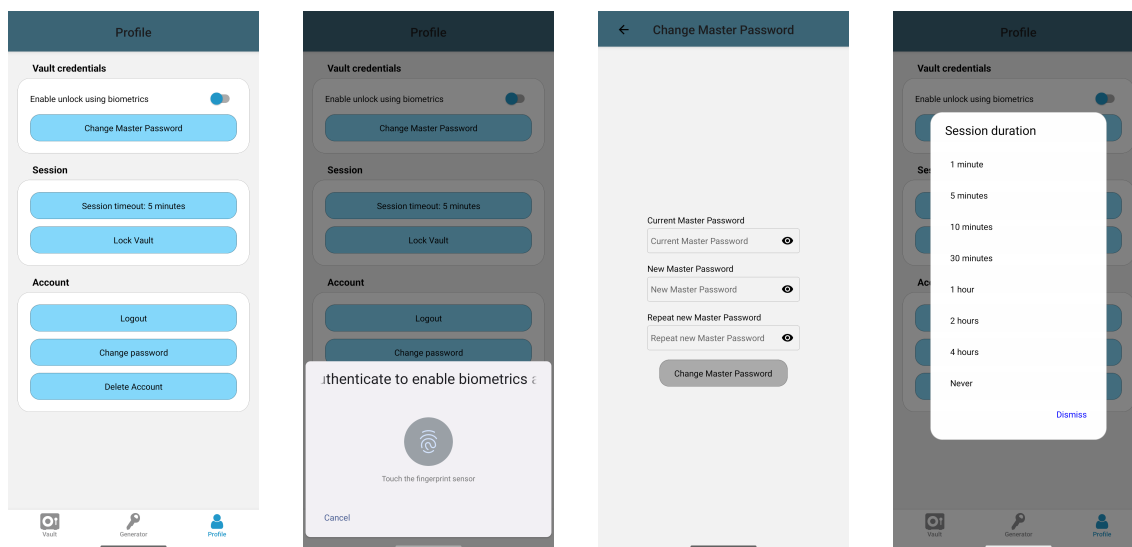 Profile
Vault credentials
Enable unlock using biometrics
Change Master Password
Session
Session timeout: 5 minutes
Lock Vault
Account
Logout
Change password
Delete Account
Vault
Generator
Profile
Profile
Vault credentials
Enable unlock using biometrics
Change Master Password
Session
Session timeout: 5 minutes
Lock Vault
Account
Logout
Change password
thenticate to enable biometrics
Touch the fingerprint sensor
Cancel
Change Master Password
Current Master Password
Current Master Password
New Master Password
New Master Password
Repeat new Master Password
Repeat new Master Password
Change Master Password
Profile
Vault credentials
Enable unlock using biometrics
Se
Ac
Session duration
1 minute
5 minutes
10 minutes
30 minutes
1 hour
2 hours
4 hours
Never
Dismiss
Vault
Generator
Profile